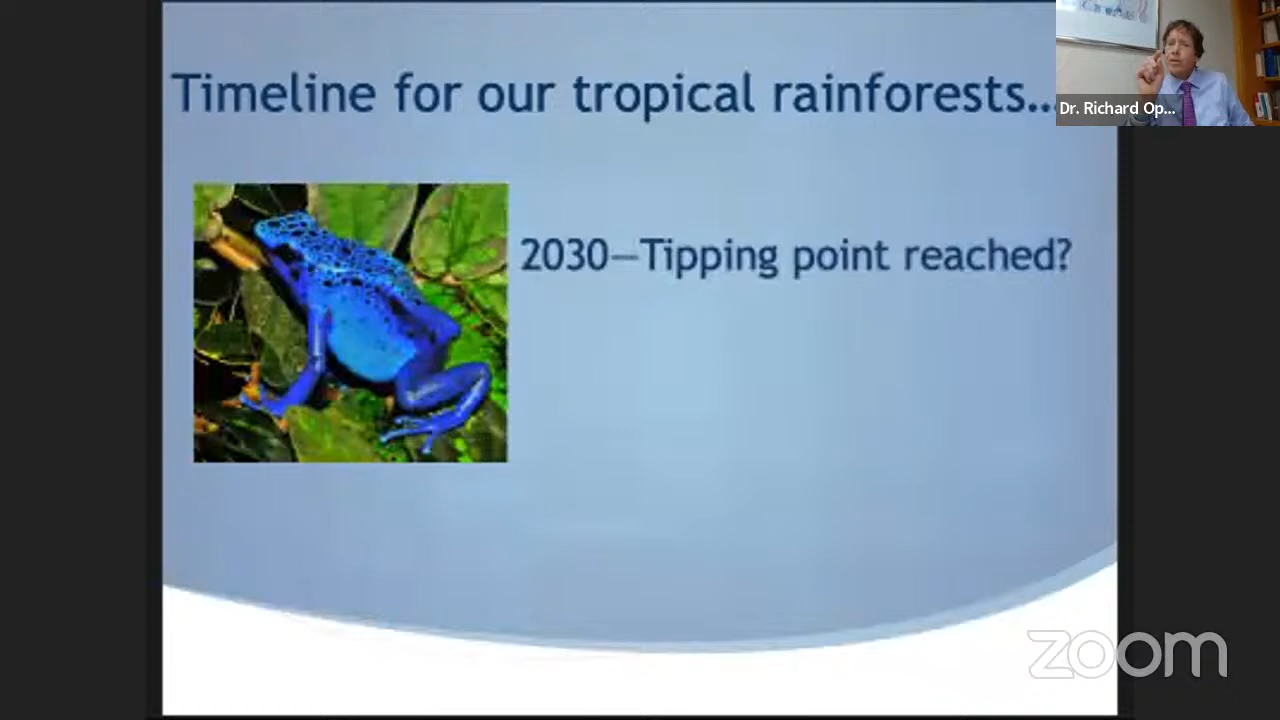 Timeline for our tropical rainforests...
Dr. Richard Op...
2030—Tipping point reached?
zoom